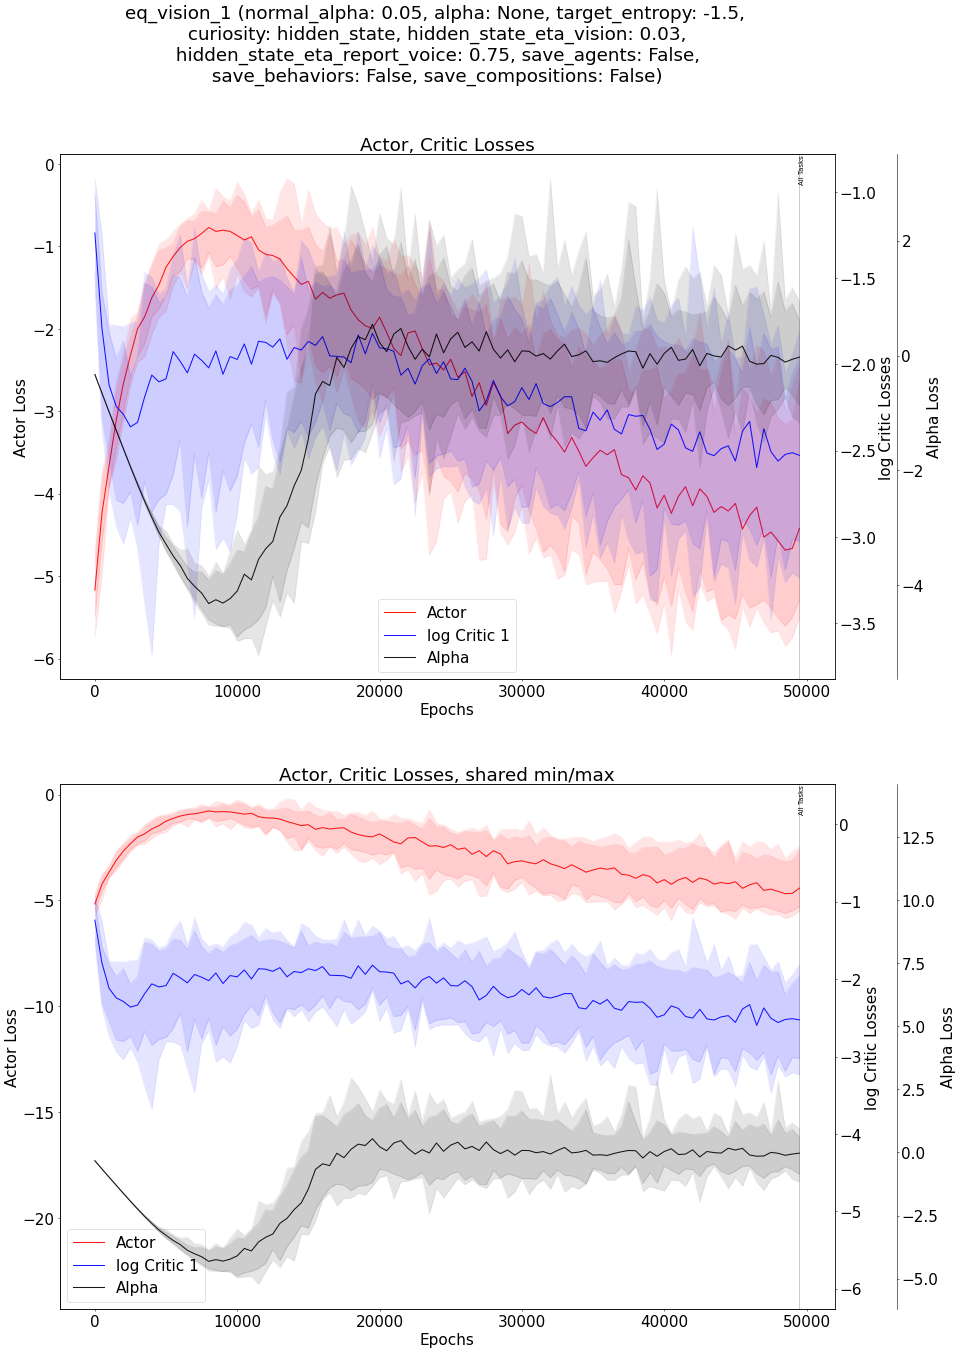 eq_vision_1 (normal_alpha: 0.05, alpha: None, target_entropy: -1.5,
curiosity: hidden_state, hidden_state_eta_vision: 0.03,
hidden_state_eta_report_voice: 0.75, save_agents: False,
save_behaviors: False, save_compositions: False)
Actor, Critic Losses
All Tasks
0
−1
−2
−3
−4
−5
−6
Actor Loss
−1.0
−1.5
−2.0
−2.5
−3.0
−3.5
log Critic Losses
2
0
−2
−4
Alpha Loss
Actor
log Critic 1
Alpha
0
10000
20000
30000
40000
50000
Epochs
Actor, Critic Losses, shared min/max
All Tasks
0
−5
−10
−15
−20
Actor Loss
0
−1
−2
−3
−4
−5
−6
log Critic Losses
12.5
10.0
7.5
5.0
2.5
0.0
−2.5
−5.0
Alpha Loss
Actor
log Critic 1
Alpha
0
10000
20000
30000
40000
50000
Epochs